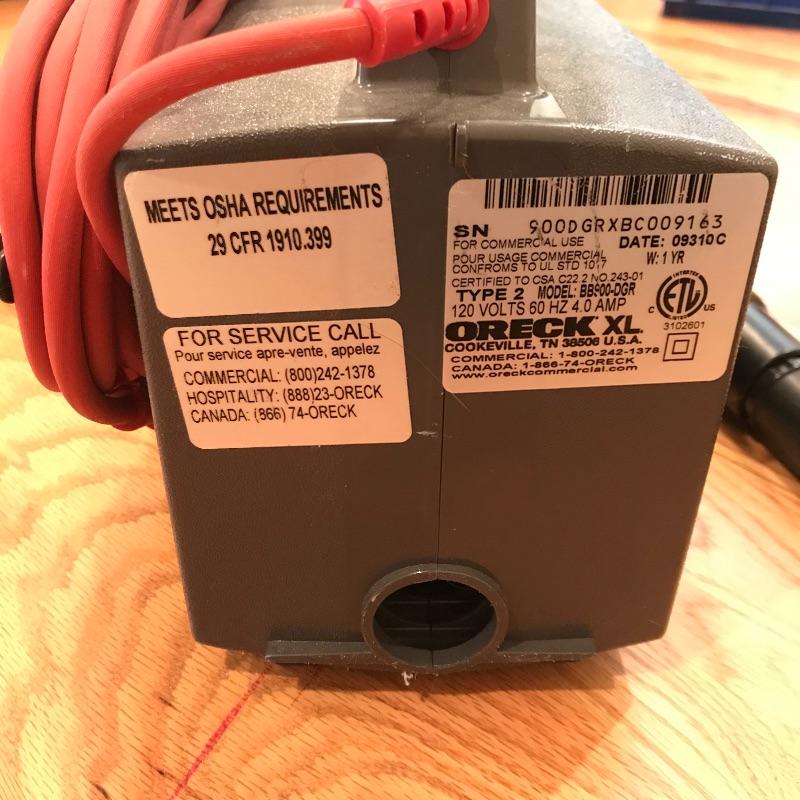 MEETS OSHA REQUIREMENTS
29 CFR 1910.399
FOR SERVICE CALL
Pour service apre-vente, appelez
COMMERCIAL: (800)242-1378
HOSPITALITY: (888)23-ORECK
CANADA: (866) 74-ORECK
SN 900DGRXBC009163
FOR COMMERCIAL USE DATE: 09310C
POUR USAGE COMMERCIAL W: 1 YR
CONFROMS TO UL STD 1017
CERTIFIED TO CSA C22.2 NO.243-01
TYPE 2 MODEL: BB900-DGR
120 VOLTS 60 HZ 4.0 AMP
INTERTEK
C ETL US
LISTED
3102601
ORECK XL
COOKEVILLE, TN 38506 U.S.A.
COMMERCIAL: 1-800-242-1378
CANADA: 1-866-74-ORECK
www.oreckcommercial.com